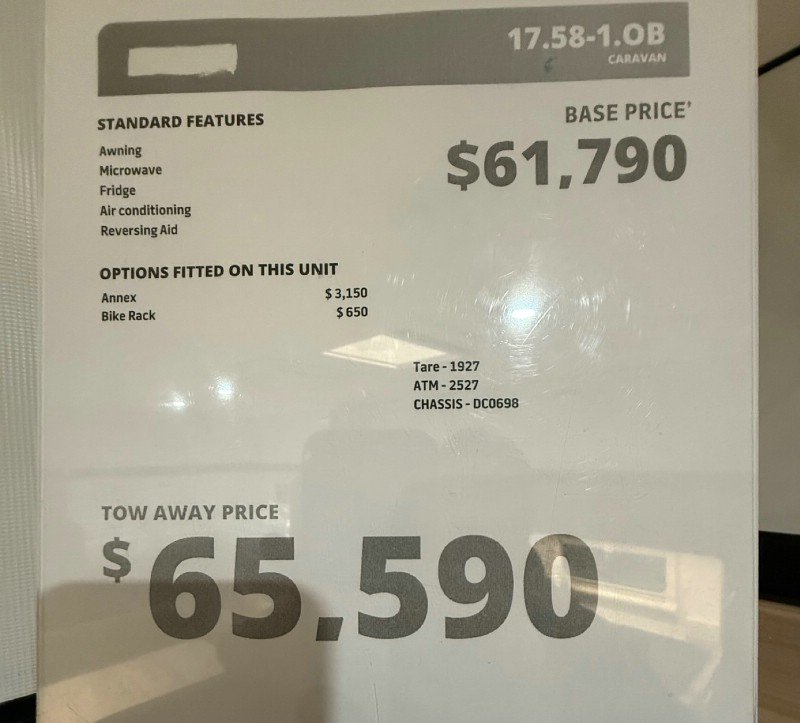 17.58-1.OB
CARAVAN
STANDARD FEATURES
Awning
Microwave
Fridge
Air conditioning
Reversing Aid
BASE PRICE'
$61,790
OPTIONS FITTED ON THIS UNIT
Annex $ 3,150
Bike Rack $ 650
Tare - 1927
ATM - 2527
CHASSIS - DC0698
TOW AWAY PRICE
$ 65,590